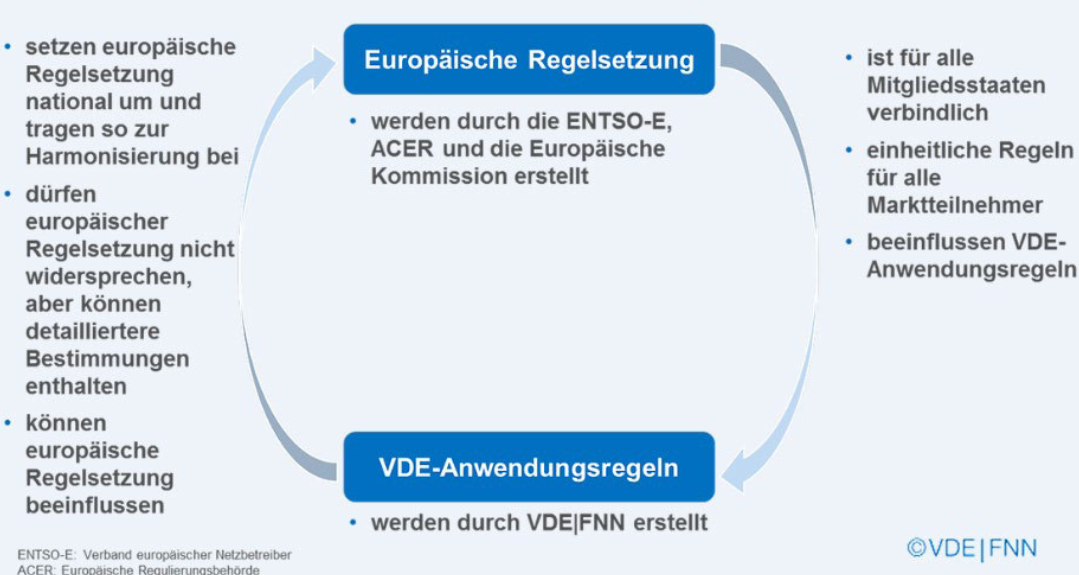 • setzen europäische
Regelsetzung
national um und
tragen so zur
Harmonisierung bei
• dürfen
europäischer
Regelsetzung nicht
widersprechen,
aber können
detailliertere
Bestimmungen
enthalten
• können
europäische
Regelsetzung
beeinflussen
Europäische Regelsetzung
• werden durch die ENTSO-E,
ACER und die Europäische
Kommission erstellt
• ist für alle
Mitgliedsstaaten
verbindlich
• einheitliche Regeln
für alle
Marktteilnehmer
• beeinflussen VDE-
Anwendungsregeln
VDE-Anwendungsregeln
• werden durch VDE|FNN erstellt
ENTSO-E: Verband europäischer Netzbetreiber
ACER: Europäische Regulierungsbehörde
©VDE|FNN